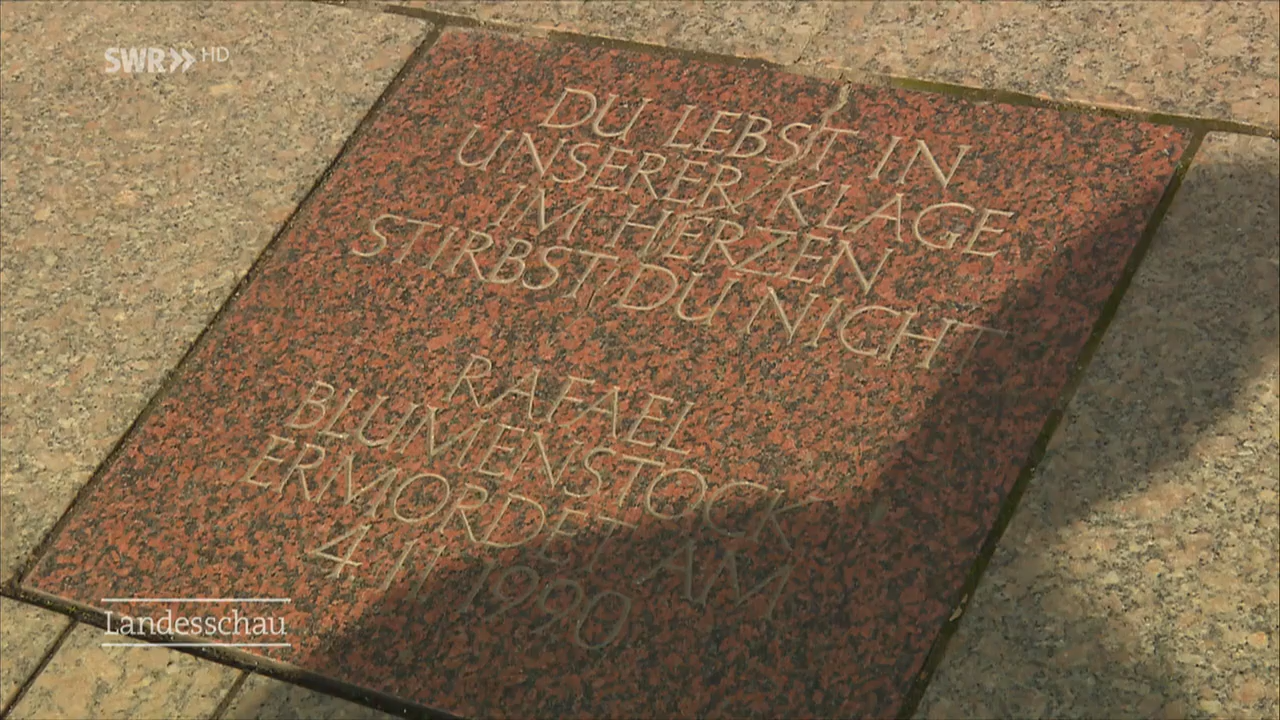 SWR» HD
DU LEBST IN
UNSERER KLAGE
IM HERZEN
STIRBST DU NICHT
RAFAEL
BLUMENSTOCK
ERMORDET AM
4 11 1990
Landesschau